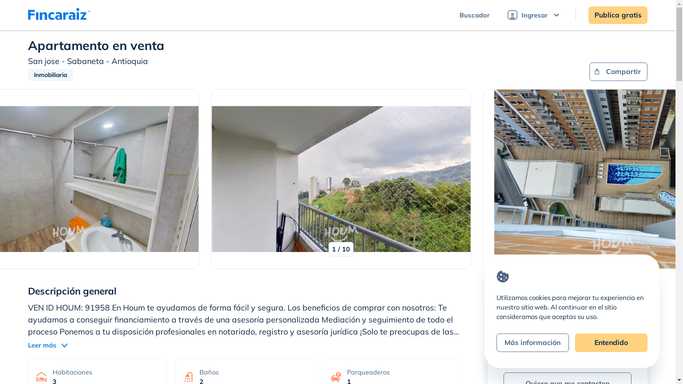 Fincaraiz
Buscador
Ingresar
Publica gratis
Apartamento en venta
San jose - Sabaneta - Antioquia
Inmobiliaria
Compartir
HOUM
HOUM
HOUM
1 / 10
Descripción general
VEN ID HOUM: 91958 En Houm te ayudamos de forma fácil y segura. Los beneficios de comprar con nosotros: Te
ayudamos a conseguir financiamiento a través de una asesoría personalizada Mediación y seguimiento de todo el
proceso Ponemos a tu disposición profesionales en notariado, registro y asesoría jurídica ¡Solo te preocupas de las...
Leer más
Habitaciones
3
Baños
2
Parqueaderos
1
Utilizamos cookies para mejorar tu experiencia en
nuestro sitio web. Al continuar en el sitio
consideramos que aceptas su uso.
Más información
Entendido
Quiero que me contacten